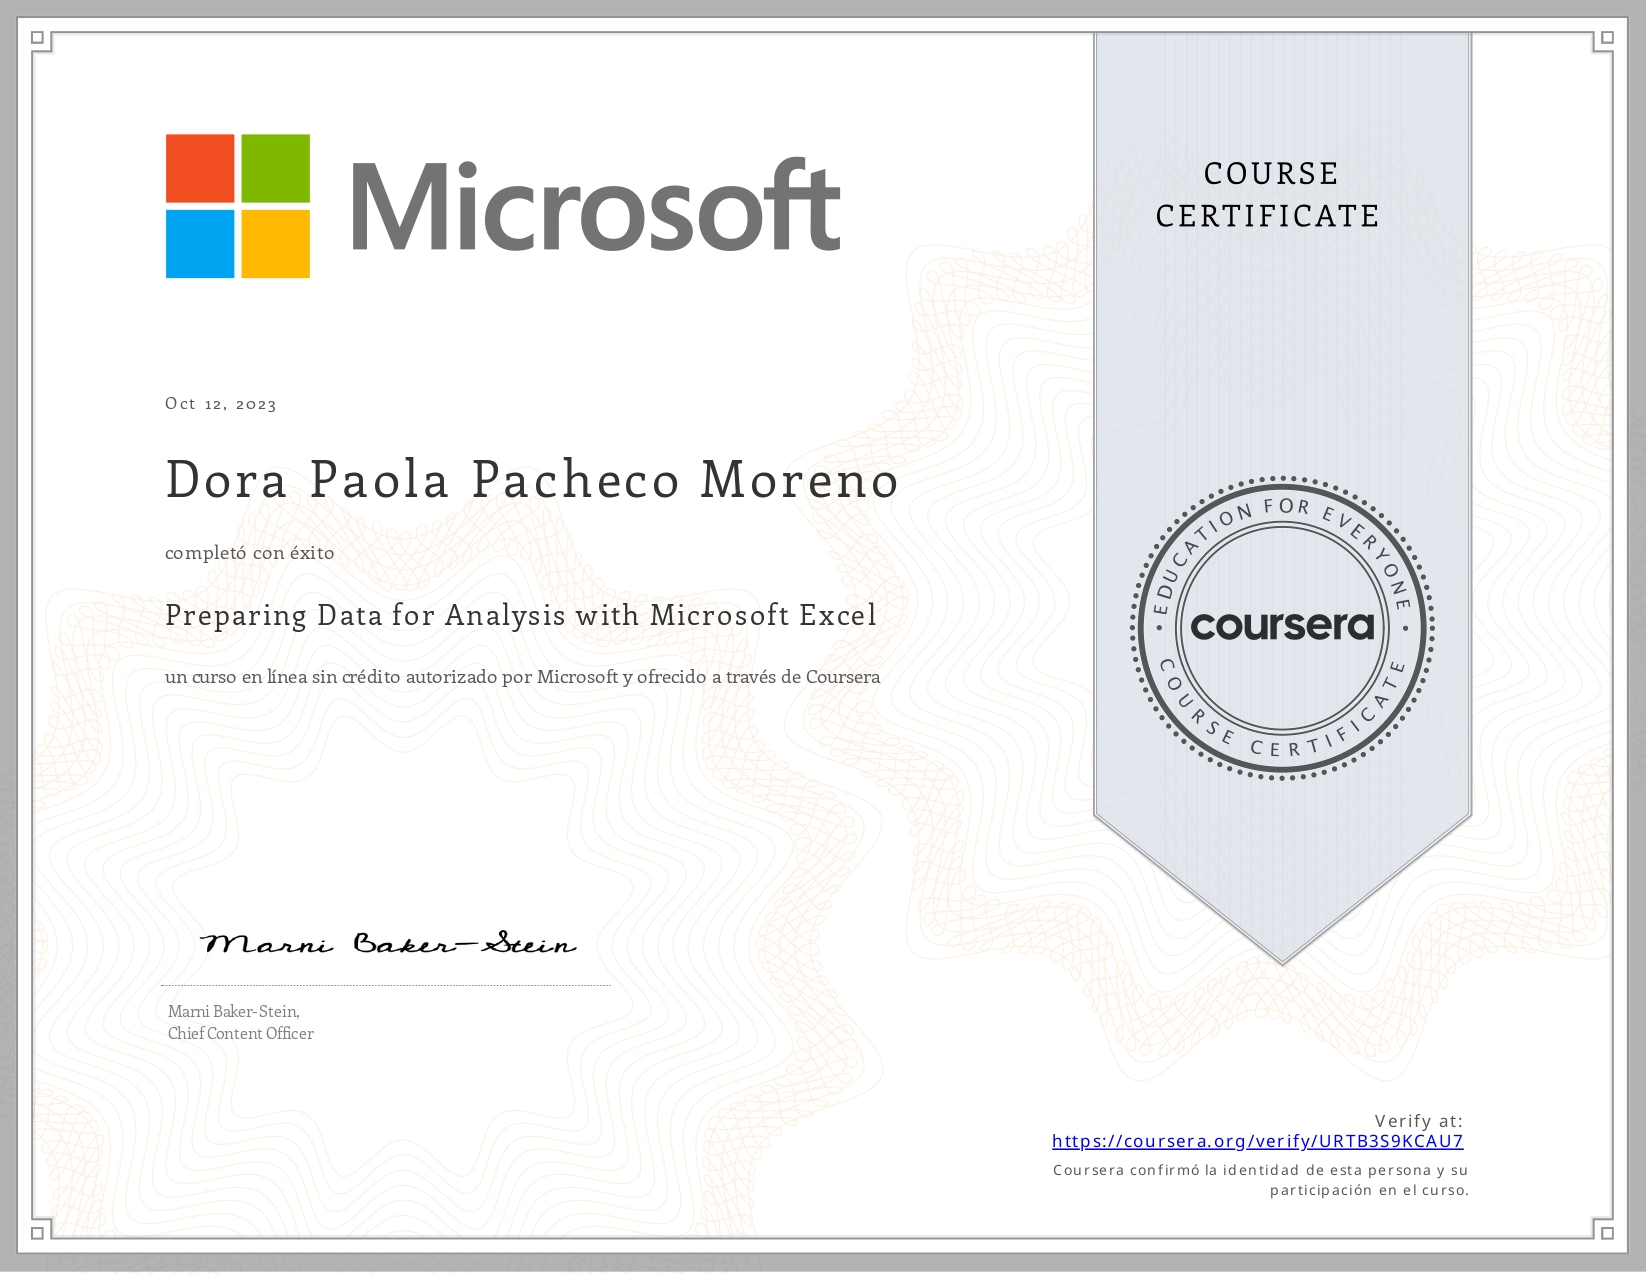 Microsoft
COURSE
CERTIFICATE
Oct 12, 2023
Dora Paola Pacheco Moreno
completó con éxito
Preparing Data for Analysis with Microsoft Excel
un curso en línea sin crédito autorizado por Microsoft y ofrecido a través de Coursera
• EDUCATION FOR EVERYONE •
coursera
COURSE CERTIFICATE
Marni Baker-Stein
Marni Baker-Stein,
Chief Content Officer
Verify at:
https://coursera.org/verify/URTB3S9KCAU7
Coursera confirmó la identidad de esta persona y su
participación en el curso.